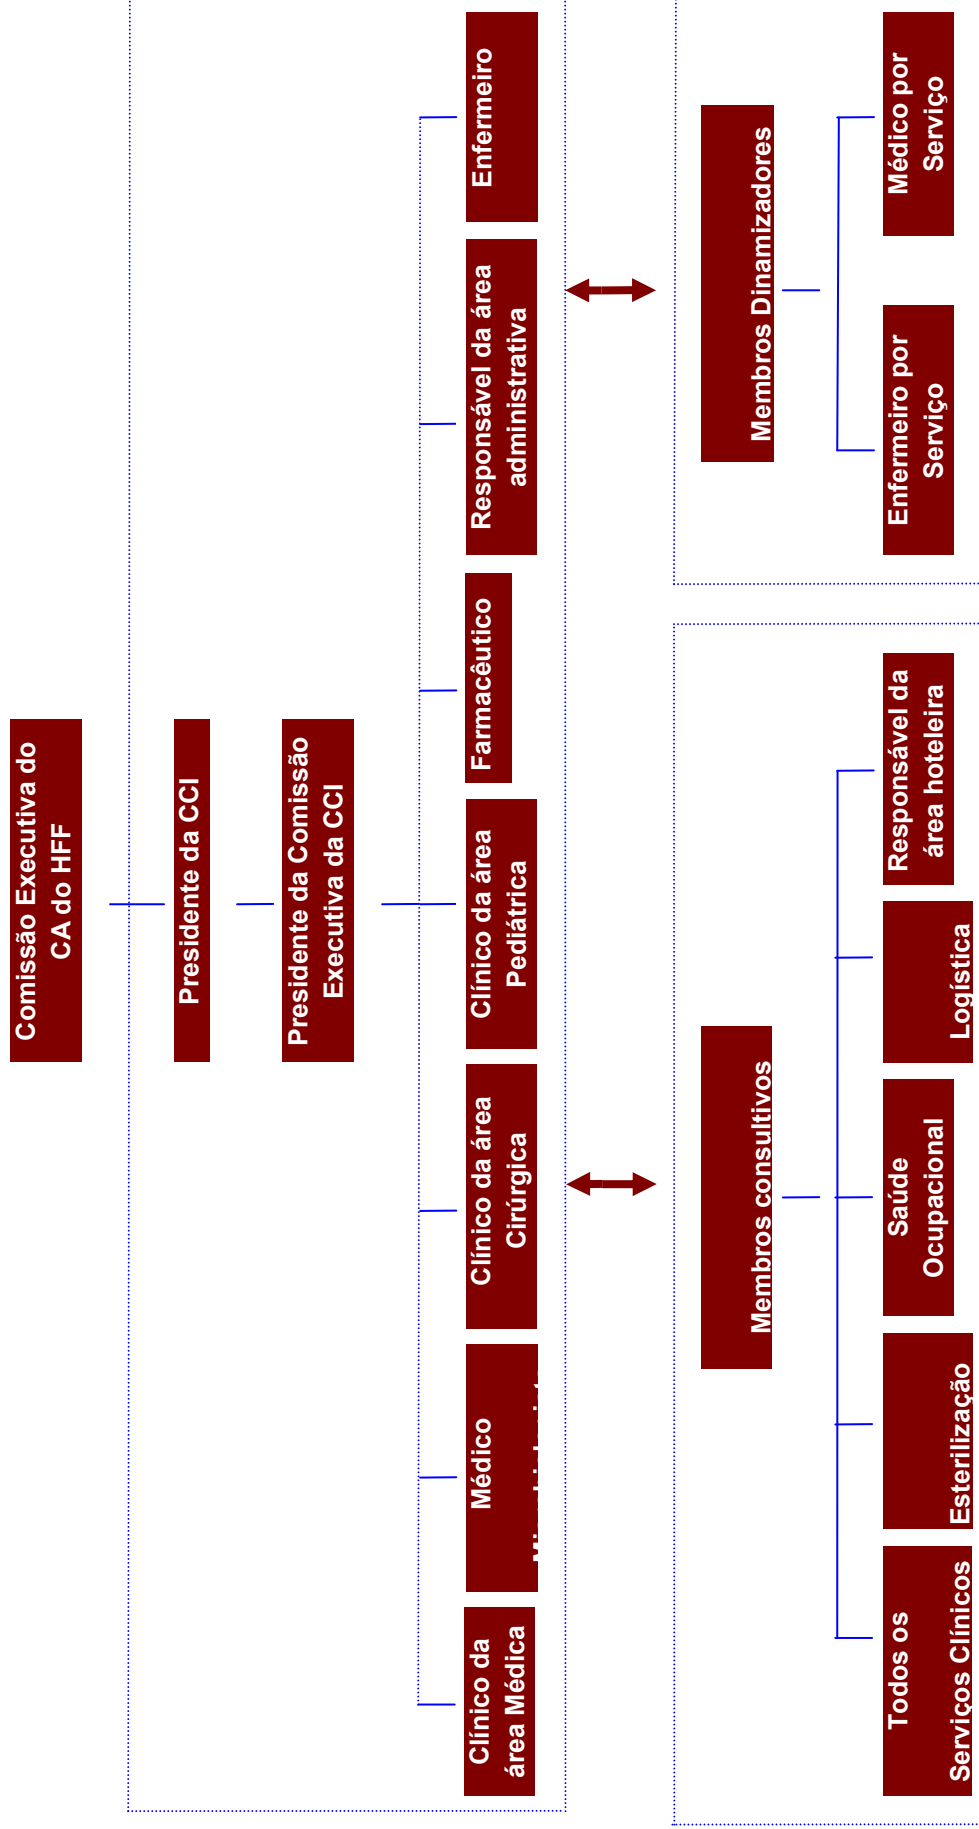 Comissão Executiva do
CA do HFF
Presidente da CCI
Presidente da Comissão
Executiva da CCI
Clínico da
área Médica
Médico
Clínico da área
Cirúrgica
Clínico da área
Pediátrica
Farmacêutico
Responsável da área
administrativa
Enfermeiro
Membros consultivos
Membros Dinamizadores
Todos os
Serviços Clínicos
Esterilização
Saúde
Ocupacional
Logística
Responsável da
área hoteleira
Enfermeiro por
Serviço
Médico por
Serviço